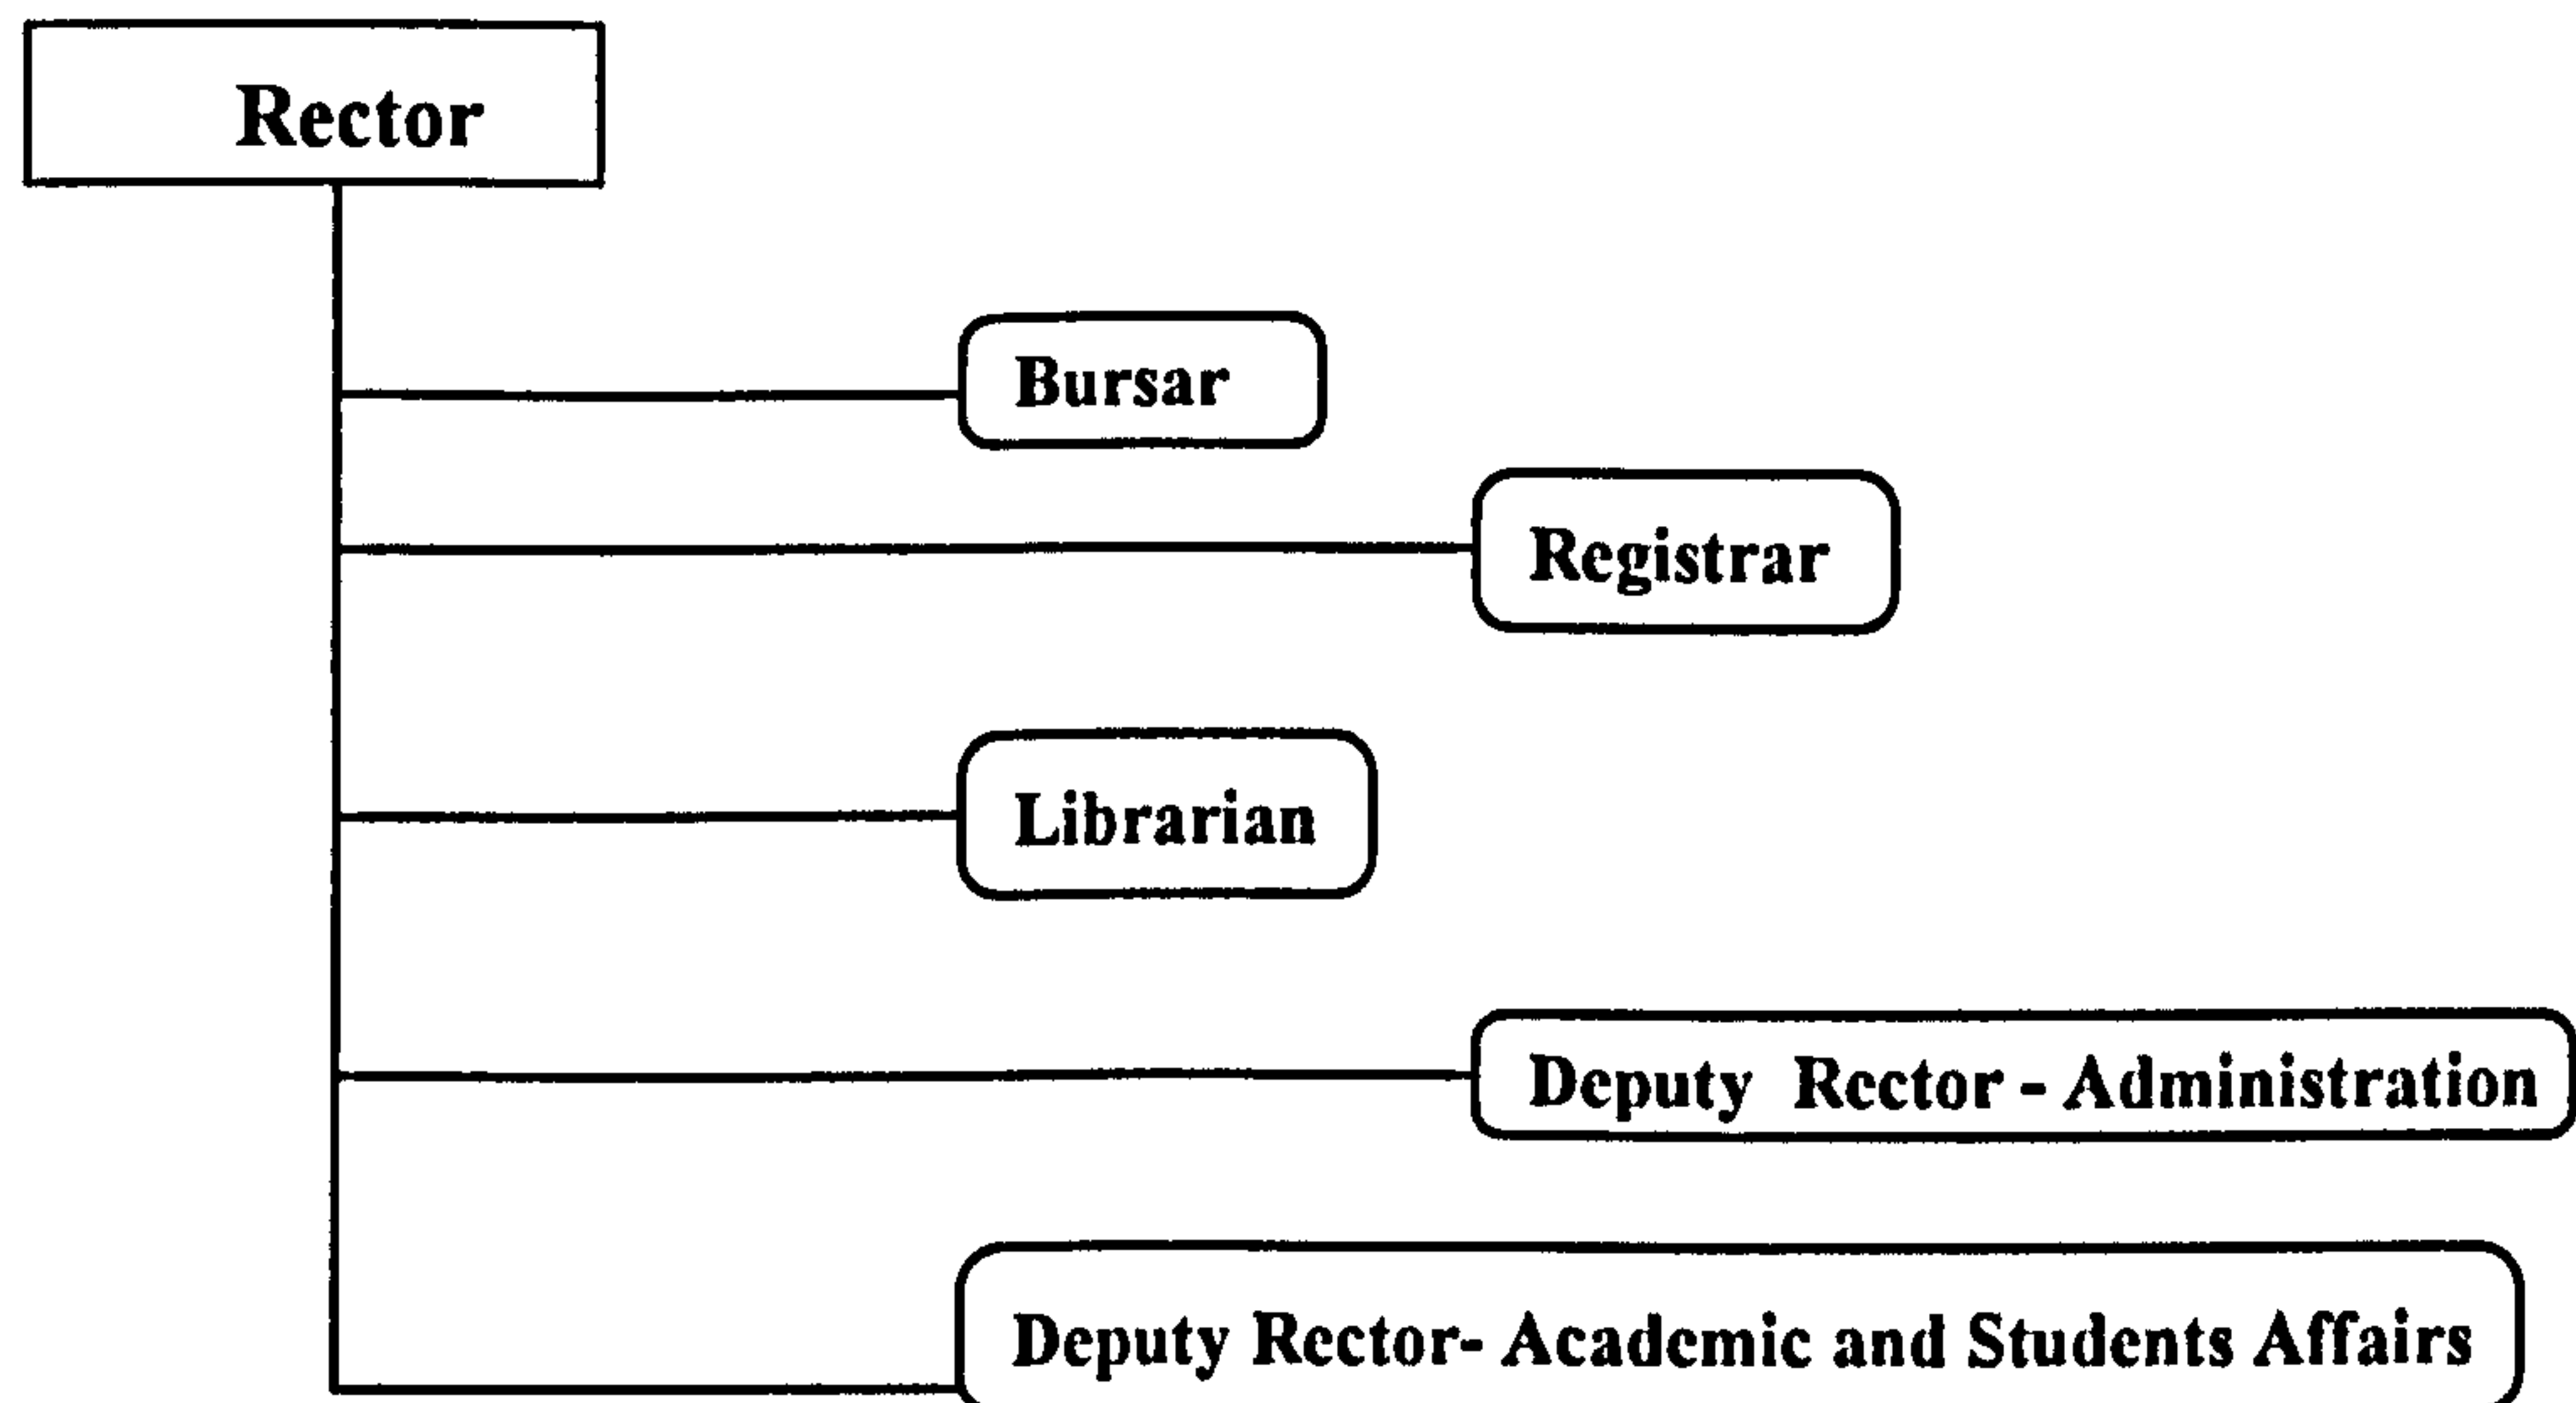 Rector
Bursar
Registrar
Librarian
Deputy Rector - Administration
Deputy Rector- Academic and Students Affairs